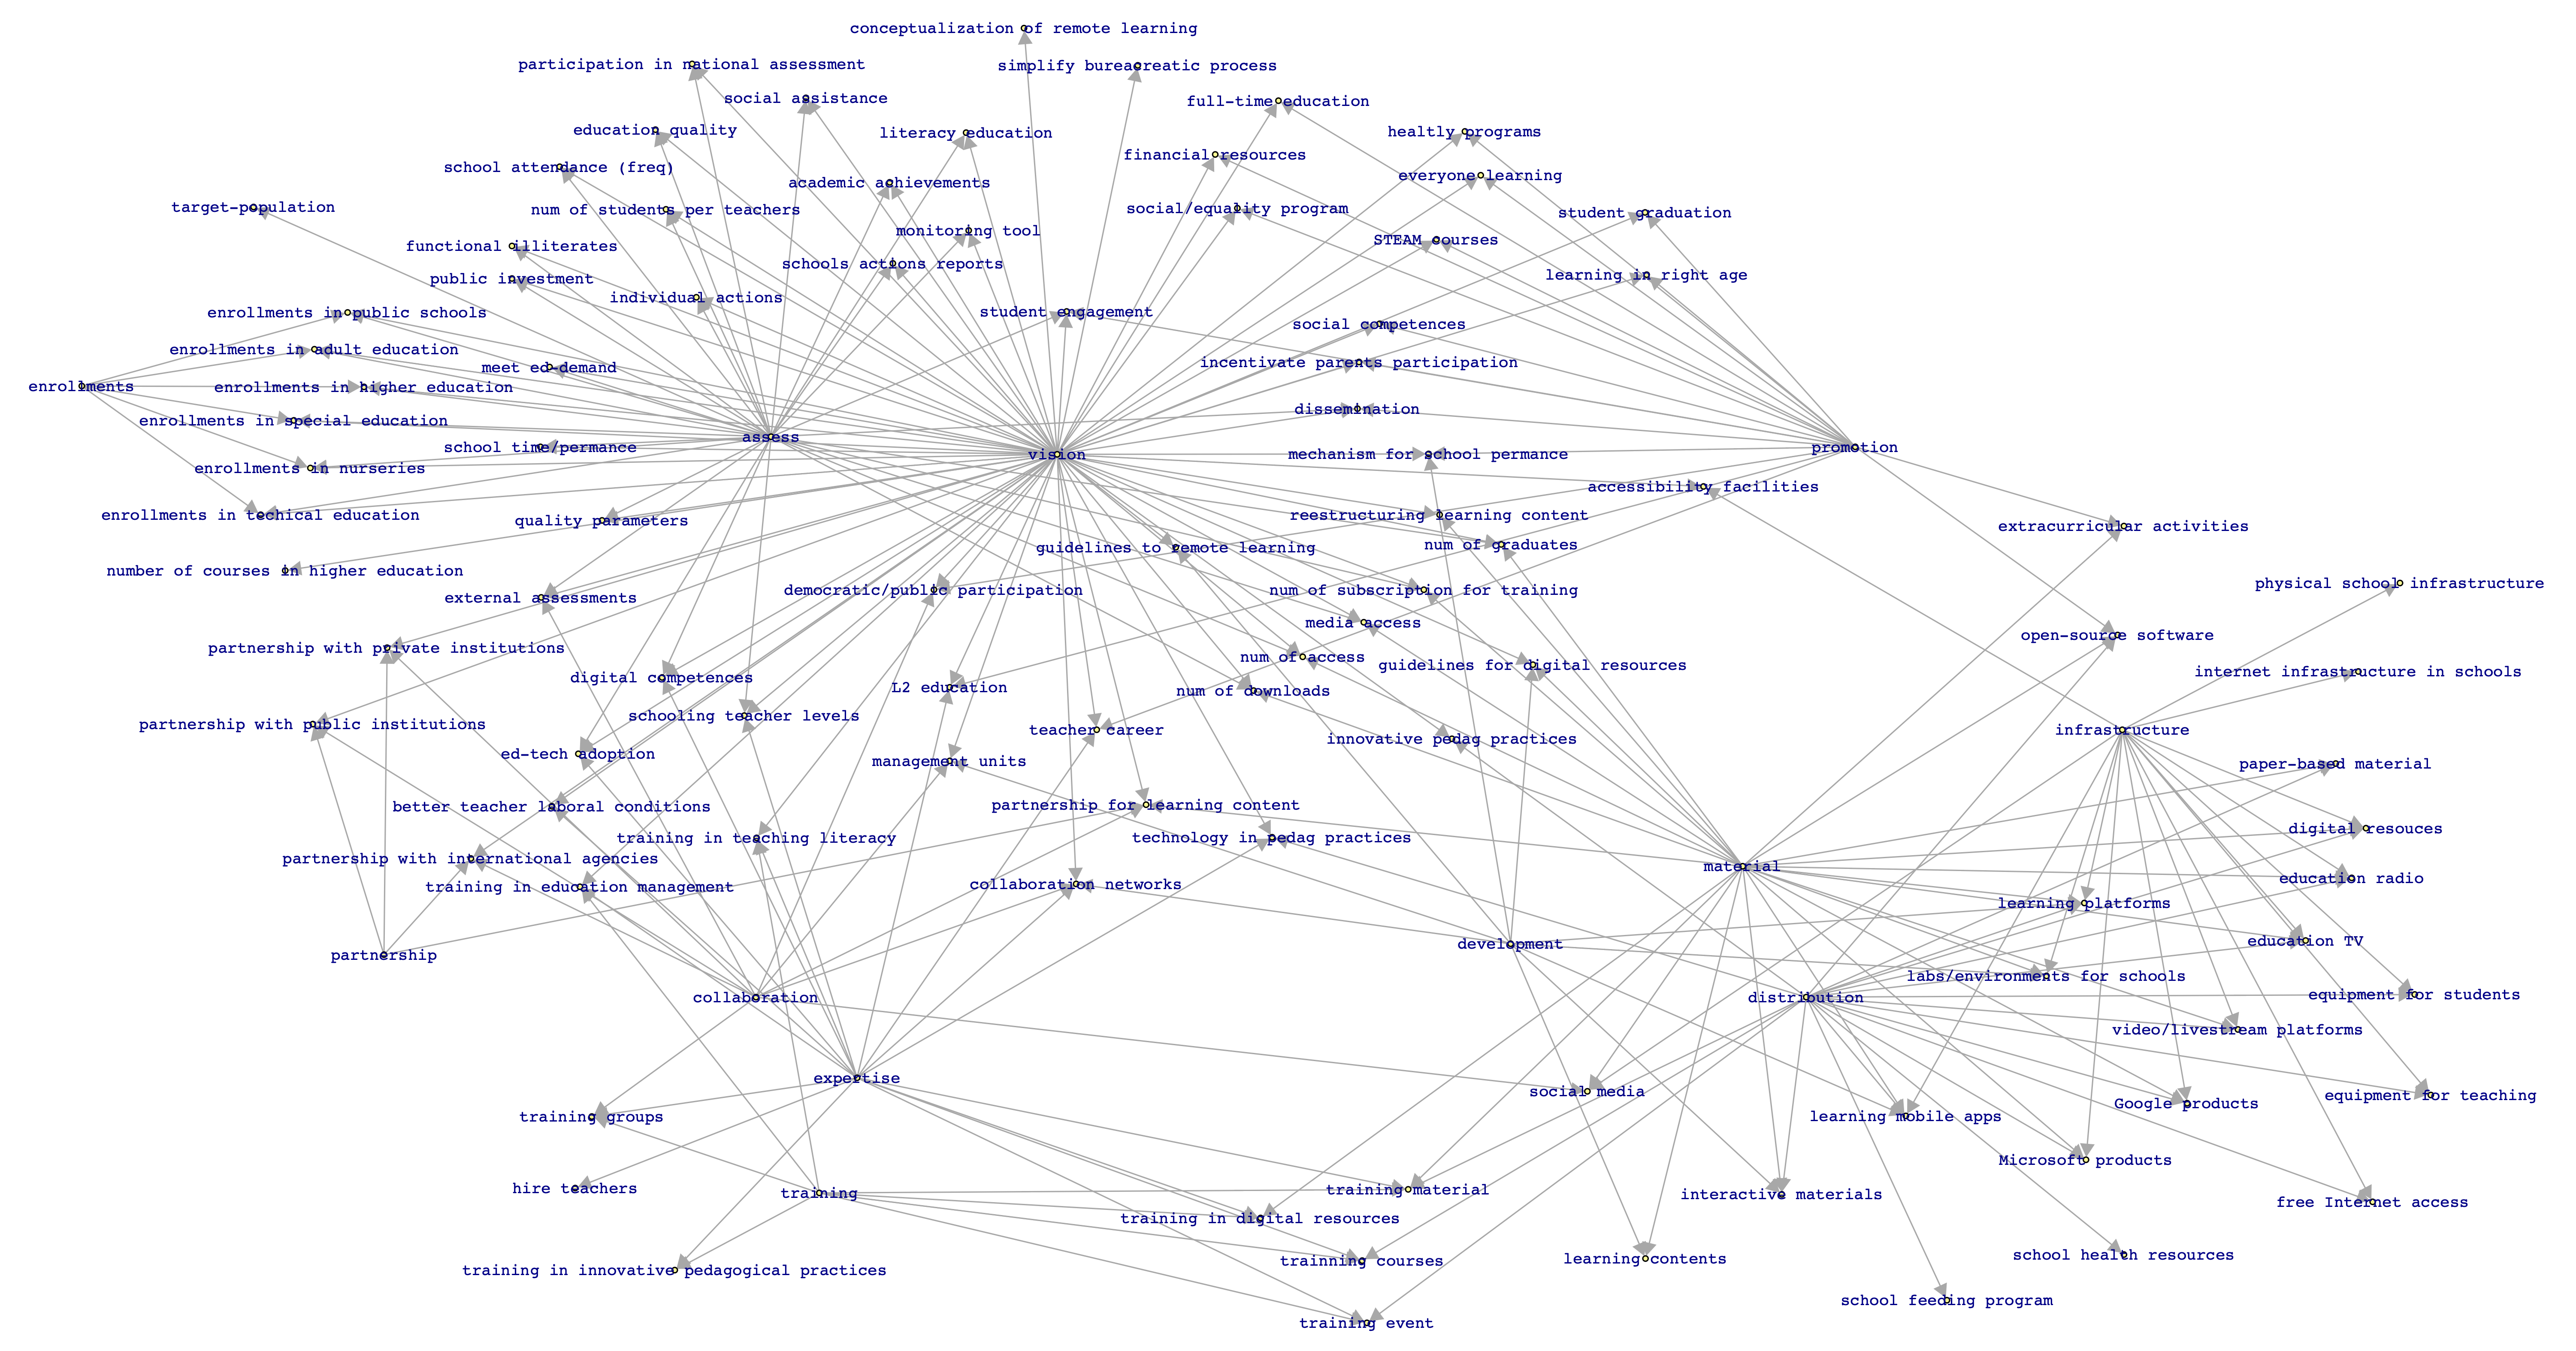 conceptualization of remote learning
participation in national assessment
simplify bureacreatic process
social assistance
full-time education
education quality
literacy education
healtly programs
financial resources
school attendance (freq)
everyone learning
academic achievements
target-population
num of students per teachers
social/equality program
student graduation
monitoring tool
STEAM courses
functional illiterates
schools actions reports
learning in right age
public investment
individual actions
enrollments in public schools
student engagement
social competences
enrollments in adult education
incentivate parents participation
meet ed-demand
enrollments
enrollments in higher education
dissemination
enrollments in special education
assess
school time/permance
promotion
vision
mechanism for school permance
enrollments in nurseries
accessibility facilities
enrollments in techical education
reestructuring learning content
quality parameters
extracurricular activities
num of graduates
guidelines to remote learning
number of courses in higher education
physical school infrastructure
democratic/public participation
num of subscription for training
external assessments
media access
open-source software
partnership with private institutions
num of access
guidelines for digital resources
internet infrastructure in schools
digital competences
L2 education
num of downloads
schooling teacher levels
partnership with public institutions
teacher career
infrastructure
innovative pedag practices
ed-tech adoption
management units
paper-based material
partnership for learning content
better teacher laboral conditions
digital resouces
training in teaching literacy
technology in pedag practices
partnership with international agencies
material
education radio
collaboration networks
training in education management
learning platforms
education TV
development
partnership
labs/environments for schools
equipment for students
collaboration
distribution
video/livestream platforms
expertise
social media
equipment for teaching
Google products
training groups
learning mobile apps
Microsoft products
hire teachers
training material
training
interactive materials
free Internet access
training in digital resources
school health resources
learning contents
trainning courses
training in innovative pedagogical practices
school feeding program
training event